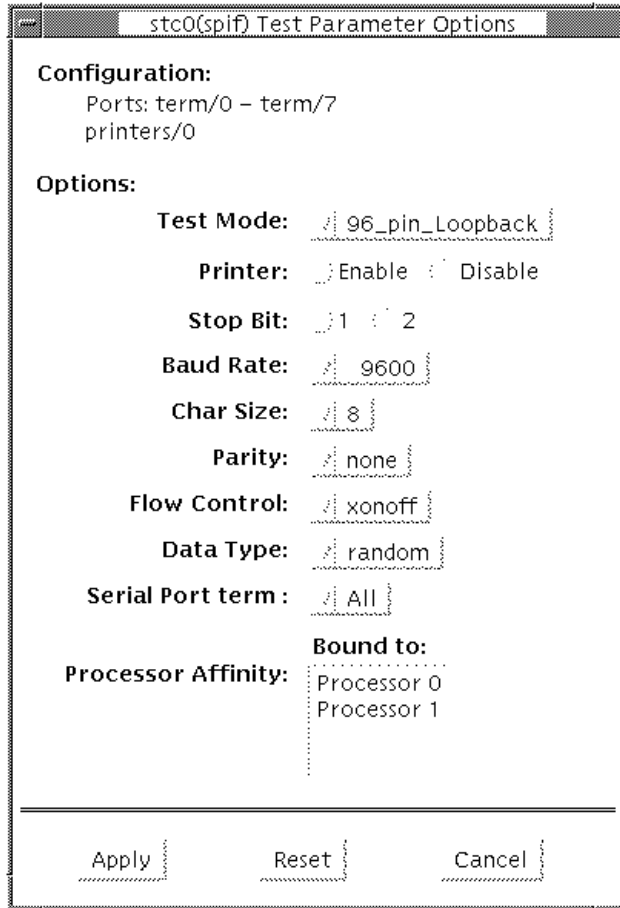 stc0(spif) Test Parameter Options
Configuration:
Ports: term/0 – term/7
printers/0
Options:
Test Mode: 96_pin_Loopback
Printer: Enable Disable
Stop Bit: 1 2
Baud Rate: 9600
Char Size: 8
Parity: none
Flow Control: xonoff
Data Type: random
Serial Port term : All
Bound to:
Processor Affinity: Processor 0
Processor 1
Apply Reset Cancel